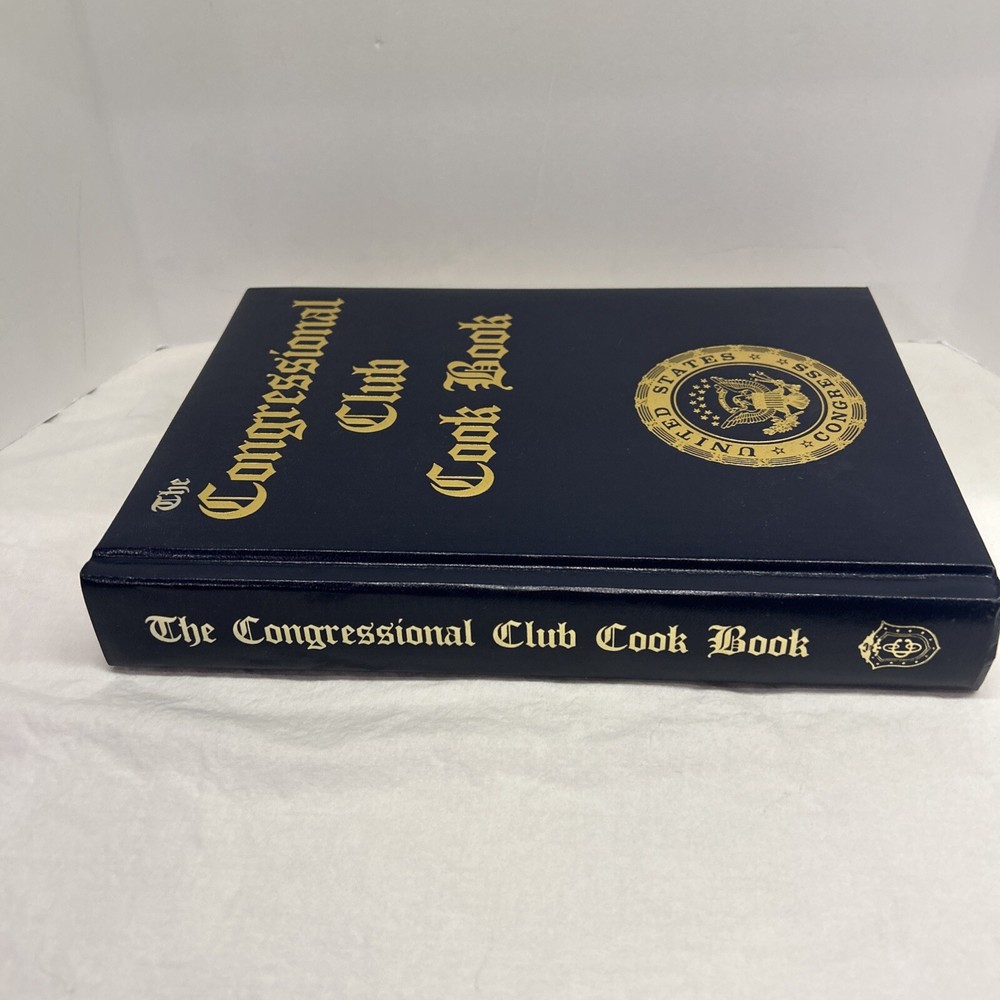 The
Congressional
Club
Cook Book
UNITED STATES CONGRESS
The Congressional Club Cook Book